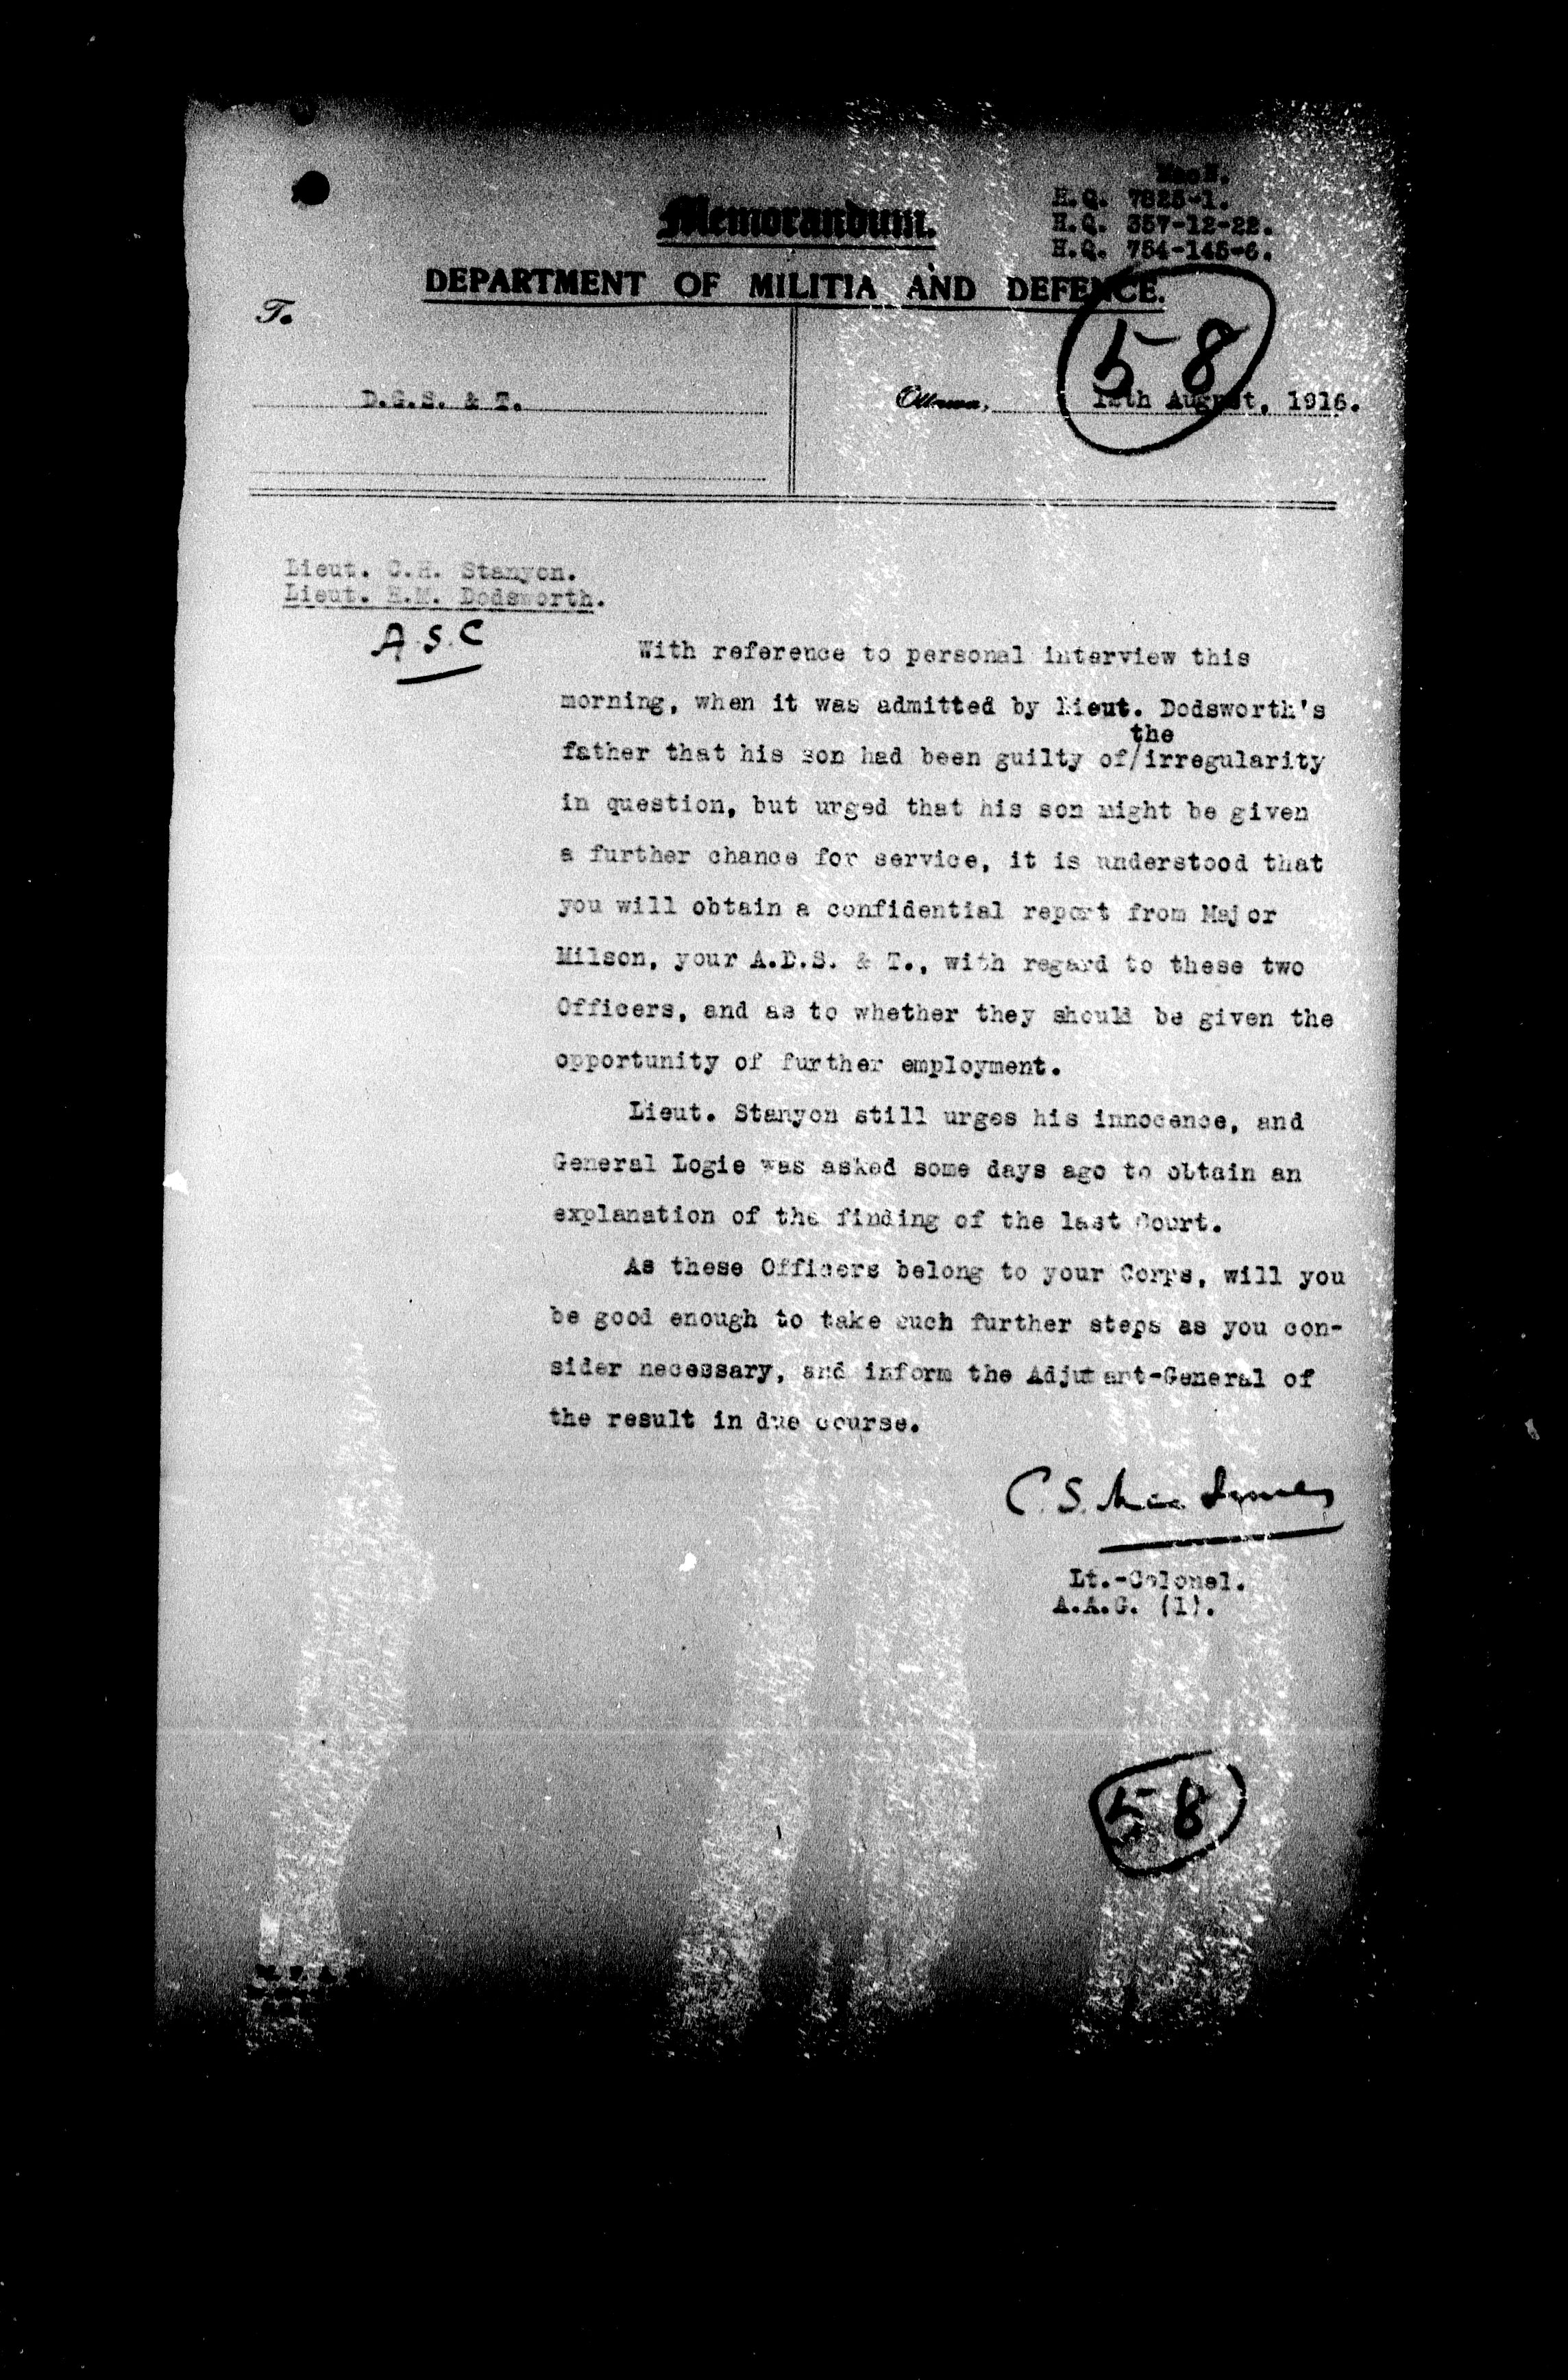 Memorandum.
H.Q. 7825-1.
H.Q. 557-12-22.
H.Q. 754-145-6.
DEPARTMENT OF MILITIA AND DEFENCE.
To
58
D.G.S. & T.
Ottawa, 12th August, 1916.
Lieut. C.H. Stanyon.
Lieut. H.M. Dodsworth.
A.S.C
With reference to personal interview this
morning, when it was admitted by Lieut. Dodsworth's
the
father that his son had been guilty of/irregularity
in question, but urged that his son might be given
a further chance for service, it is understood that
you will obtain a confidential report from Major
Milson, your A.D.S. & T., with regard to these two
Officers, and as to whether they should be given the
opportunity of further employment.
Lieut. Stanyon still urges his innocence, and
General Logie was asked some days ago to obtain an
explanation of the finding of the last Court.
As these Officers belong to your Corps, will you
be good enough to take such further steps as you con-
sider necessary, and inform the Adjutant-General of
the result in due course.
C. S. Mac Innes
Lt.-Colonel.
A.A.G. (1).
58